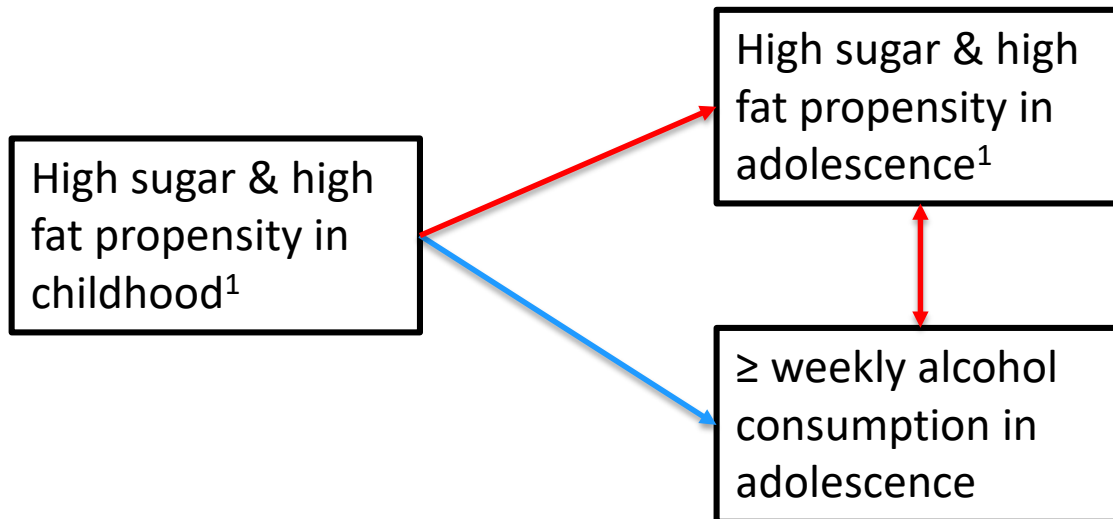 High sugar & high
fat propensity in
childhood¹
High sugar & high
fat propensity in
adolescence¹
≥ weekly alcohol
consumption in
adolescence